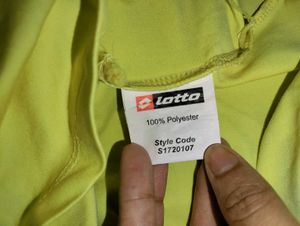 Lotto
100% Polyester
Style Code
S1720107